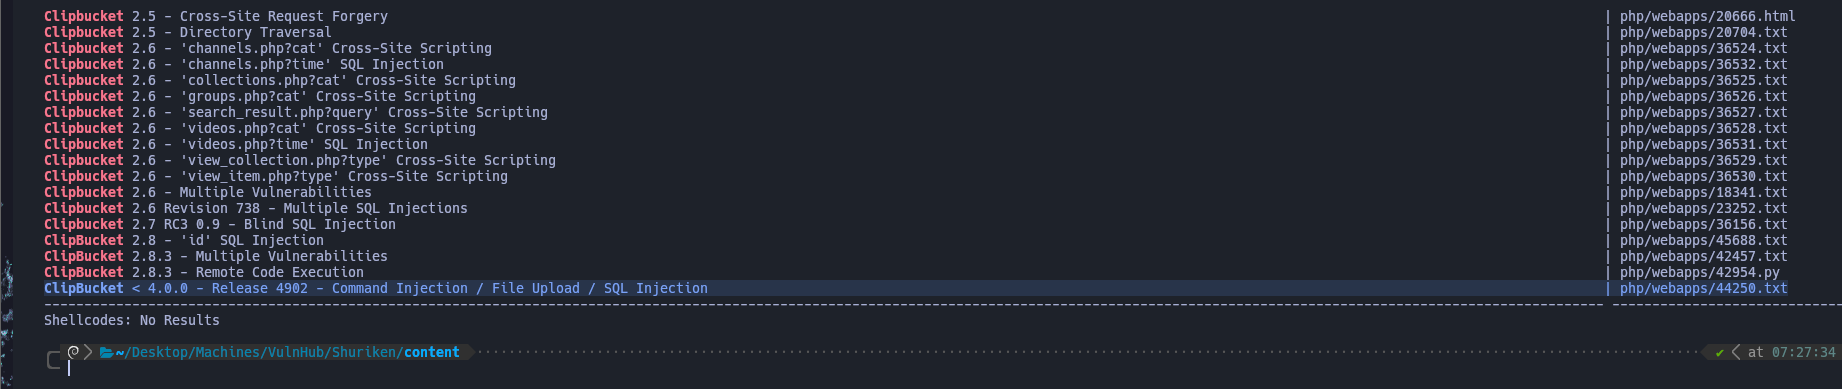 Clipbucket 2.5 - Cross-Site Request Forgery | php/webapps/20666.html
Clipbucket 2.5 - Directory Traversal | php/webapps/20704.txt
Clipbucket 2.6 - 'channels.php?cat' Cross-Site Scripting | php/webapps/36524.txt
Clipbucket 2.6 - 'channels.php?time' SQL Injection | php/webapps/36532.txt
Clipbucket 2.6 - 'collections.php?cat' Cross-Site Scripting | php/webapps/36525.txt
Clipbucket 2.6 - 'groups.php?cat' Cross-Site Scripting | php/webapps/36526.txt
Clipbucket 2.6 - 'search_result.php?query' Cross-Site Scripting | php/webapps/36527.txt
Clipbucket 2.6 - 'videos.php?cat' Cross-Site Scripting | php/webapps/36528.txt
Clipbucket 2.6 - 'videos.php?time' SQL Injection | php/webapps/36531.txt
Clipbucket 2.6 - 'view_collection.php?type' Cross-Site Scripting | php/webapps/36529.txt
Clipbucket 2.6 - 'view_item.php?type' Cross-Site Scripting | php/webapps/36530.txt
Clipbucket 2.6 - Multiple Vulnerabilities | php/webapps/18341.txt
Clipbucket 2.6 Revision 738 - Multiple SQL Injections | php/webapps/23252.txt
Clipbucket 2.7 RC3 0.9 - Blind SQL Injection | php/webapps/36156.txt
ClipBucket 2.8 - 'id' SQL Injection | php/webapps/45688.txt
ClipBucket 2.8.3 - Multiple Vulnerabilities | php/webapps/42457.txt
ClipBucket 2.8.3 - Remote Code Execution | php/webapps/42954.py
ClipBucket < 4.0.0 - Release 4902 - Command Injection / File Upload / SQL Injection | php/webapps/44250.txt
Shellcodes: No Results
~/Desktop/Machines/VulnHub/Shuriken/content ✔ at 07:27:34